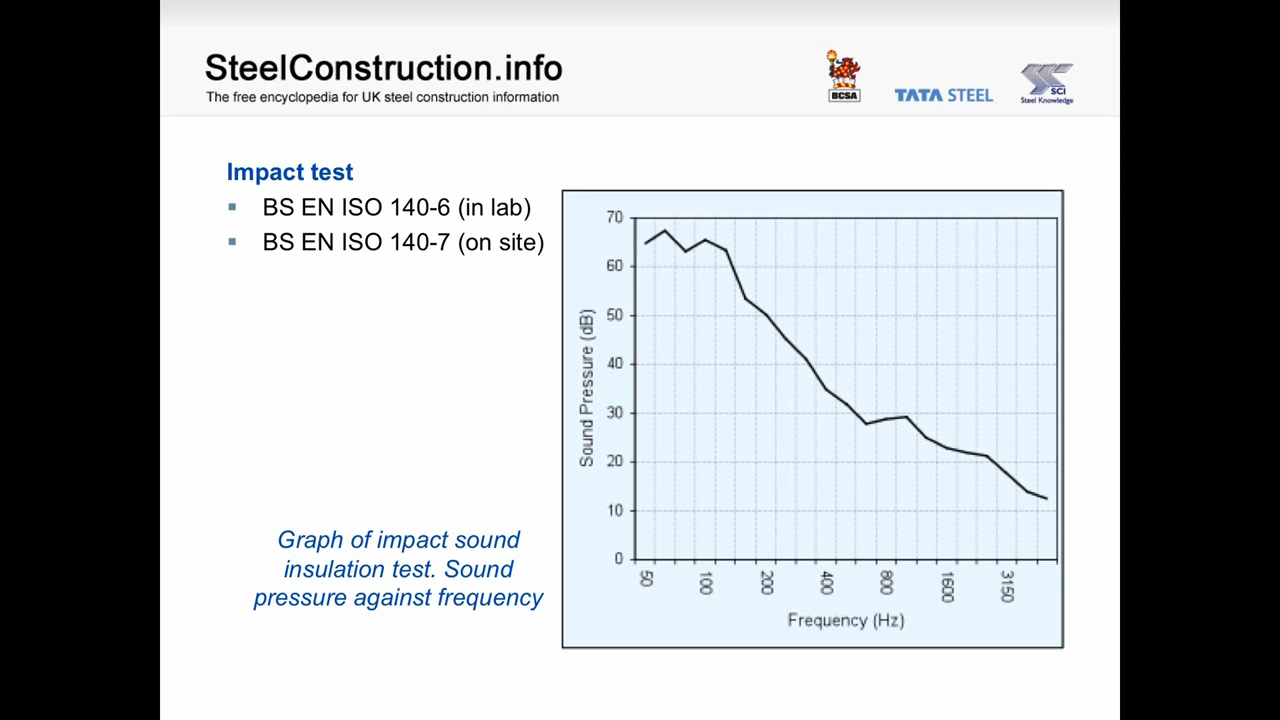 SteelConstruction.info
The free encyclopedia for UK steel construction information
BCSA
TATA STEEL
SCI
Steel Knowledge
Impact test
BS EN ISO 140-6 (in lab)
BS EN ISO 140-7 (on site)
Graph of impact sound
insulation test. Sound
pressure against frequency
Sound Pressure (dB)
70
60
50
40
30
20
10
0
50 100 200 400 800 1600 3150
Frequency (Hz)